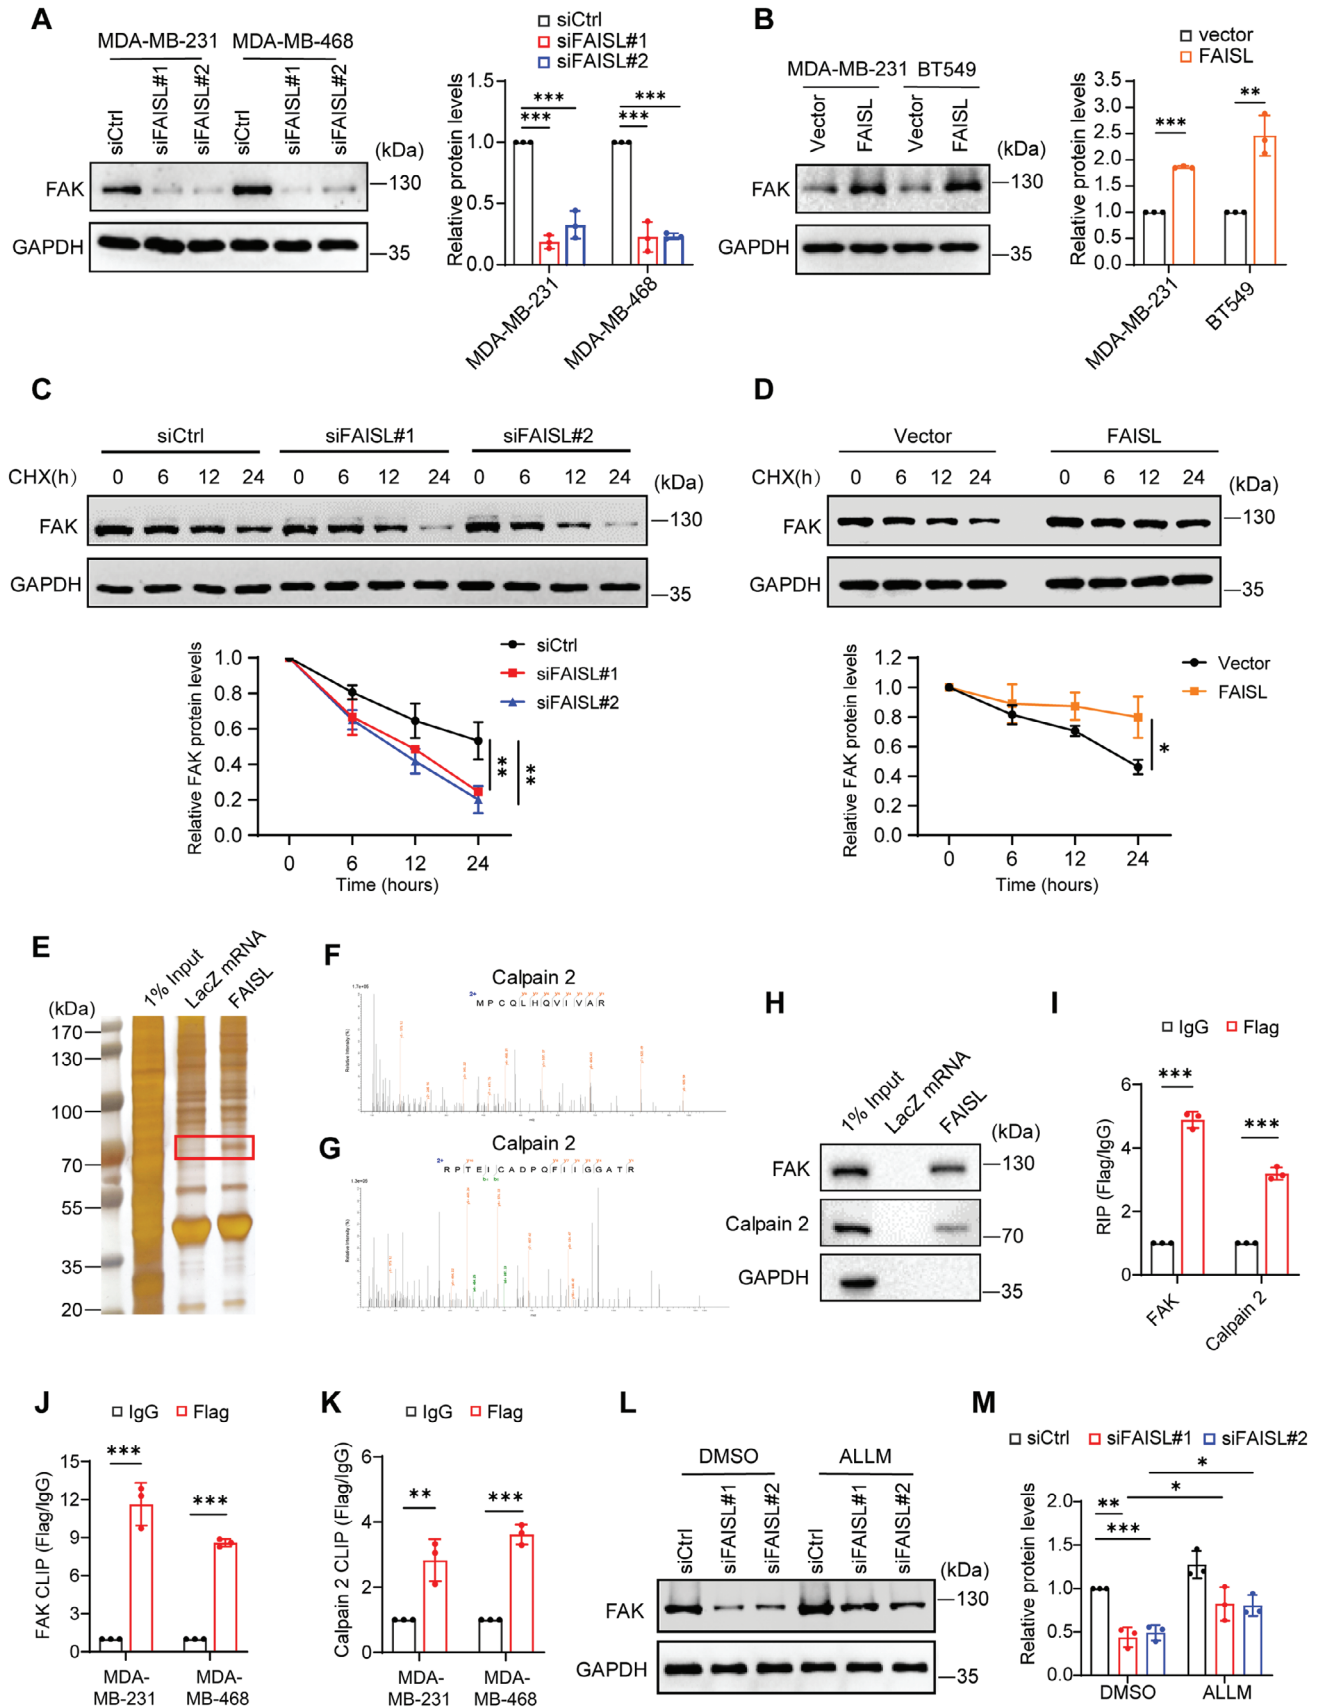 A
MDA-MB-231 MDA-MB-468
siCtrl
siFAISL#1
siFAISL#2
siCtrl
siFAISL#1
siFAISL#2
(kDa)
FAK
130
GAPDH
35
siCtrl
siFAISL#1
siFAISL#2
Relative protein levels
1.5
1.0
0.5
0.0
*** *** *** ***
MDA-MB-231
MDA-MB-468
B
MDA-MB-231 BT549
Vector
FAISL
Vector
FAISL
(kDa)
FAK
130
GAPDH
35
vector
FAISL
Relative protein levels
3.5
3.0
2.5
2.0
1.5
1.0
0.5
0.0
*** **
MDA-MB-231
BT549
C
siCtrl siFAISL#1 siFAISL#2
CHX(h) 0 6 12 24 0 6 12 24 0 6 12 24
(kDa)
FAK
130
GAPDH
35
siCtrl
siFAISL#1
siFAISL#2
Relative FAK protein levels
1.0
0.8
0.6
0.4
0.2
0.0
** **
0 6 12 24
Time (hours)
D
Vector FAISL
CHX(h) 0 6 12 24 0 6 12 24
(kDa)
FAK
130
GAPDH
35
Vector
FAISL
Relative FAK protein levels
1.2
1.0
0.8
0.6
0.4
0.2
0.0
*
0 6 12 24
Time (hours)
E
1% Input
LacZ mRNA
FAISL
(kDa)
170
130
100
70
55
35
20
F
Calpain 2
MPCQLHQVIVAR
G
Calpain 2
RPTEICADPQFIIGGATR
H
1% Input
LacZ mRNA
FAISL
(kDa)
FAK
130
Calpain 2
70
GAPDH
35
I
IgG Flag
RIP (Flag/IgG)
6
4
2
0
*** ***
FAK
Calpain 2
J
IgG Flag
FAK CLIP (Flag/IgG)
15
12
9
6
3
0
*** ***
MDA-MB-231
MDA-MB-468
K
IgG Flag
Calpain 2 CLIP (Flag/IgG)
6
4
2
0
** ***
MDA-MB-231
MDA-MB-468
L
DMSO ALLM
siCtrl
siFAISL#1
siFAISL#2
siCtrl
siFAISL#1
siFAISL#2
(kDa)
FAK
130
GAPDH
35
M
siCtrl siFAISL#1 siFAISL#2
Relative protein levels
2.0
1.5
1.0
0.5
0.0
** *** * *
DMSO ALLM